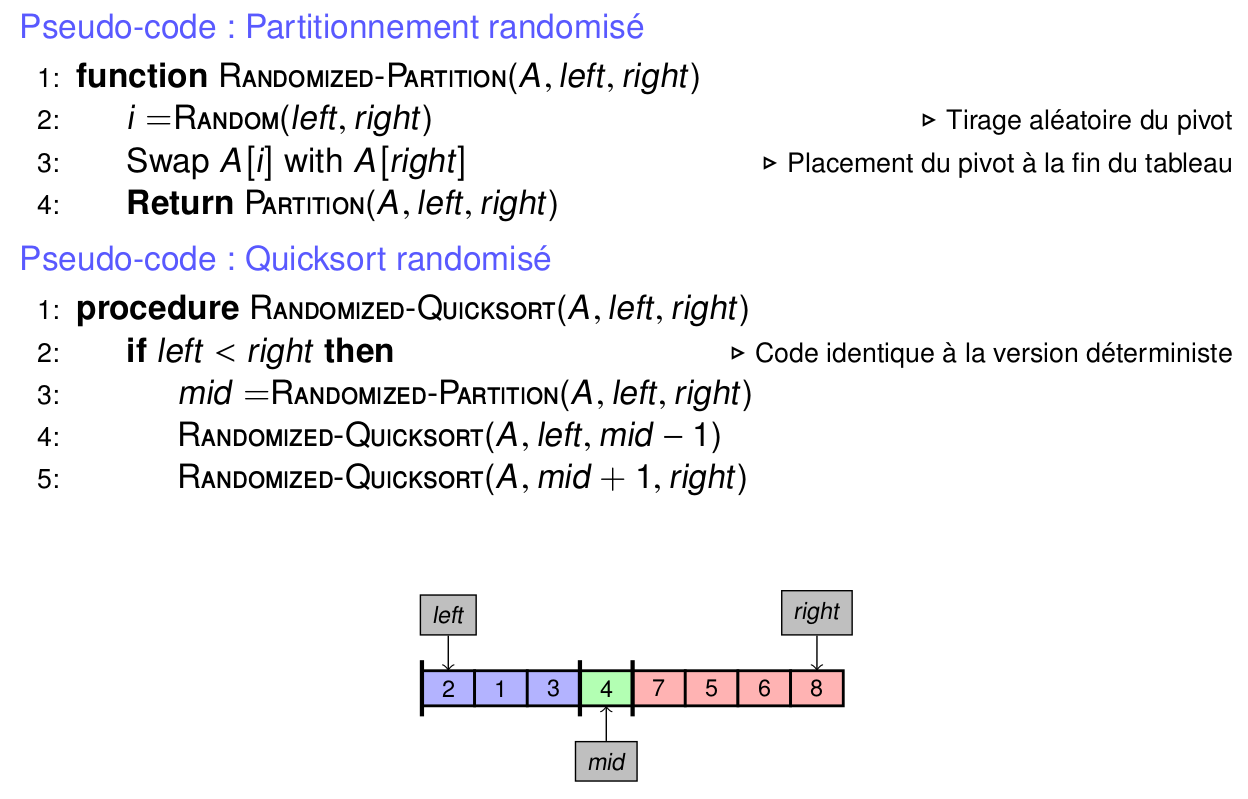 Pseudo-code : Partitionnement randomisé
1: function RANDOMIZED-PARTITION(A, left, right)
2: i =RANDOM(left, right) ▷ Tirage aléatoire du pivot
3: Swap A[i] with A[right] ▷ Placement du pivot à la fin du tableau
4: Return PARTITION(A, left, right)
Pseudo-code : Quicksort randomisé
1: procedure RANDOMIZED-QUICKSORT(A, left, right)
2: if left < right then ▷ Code identique à la version déterministe
3: mid =RANDOMIZED-PARTITION(A, left, right)
4: RANDOMIZED-QUICKSORT(A, left, mid − 1)
5: RANDOMIZED-QUICKSORT(A, mid + 1, right)
left right
2 1 3 4 7 5 6 8
mid